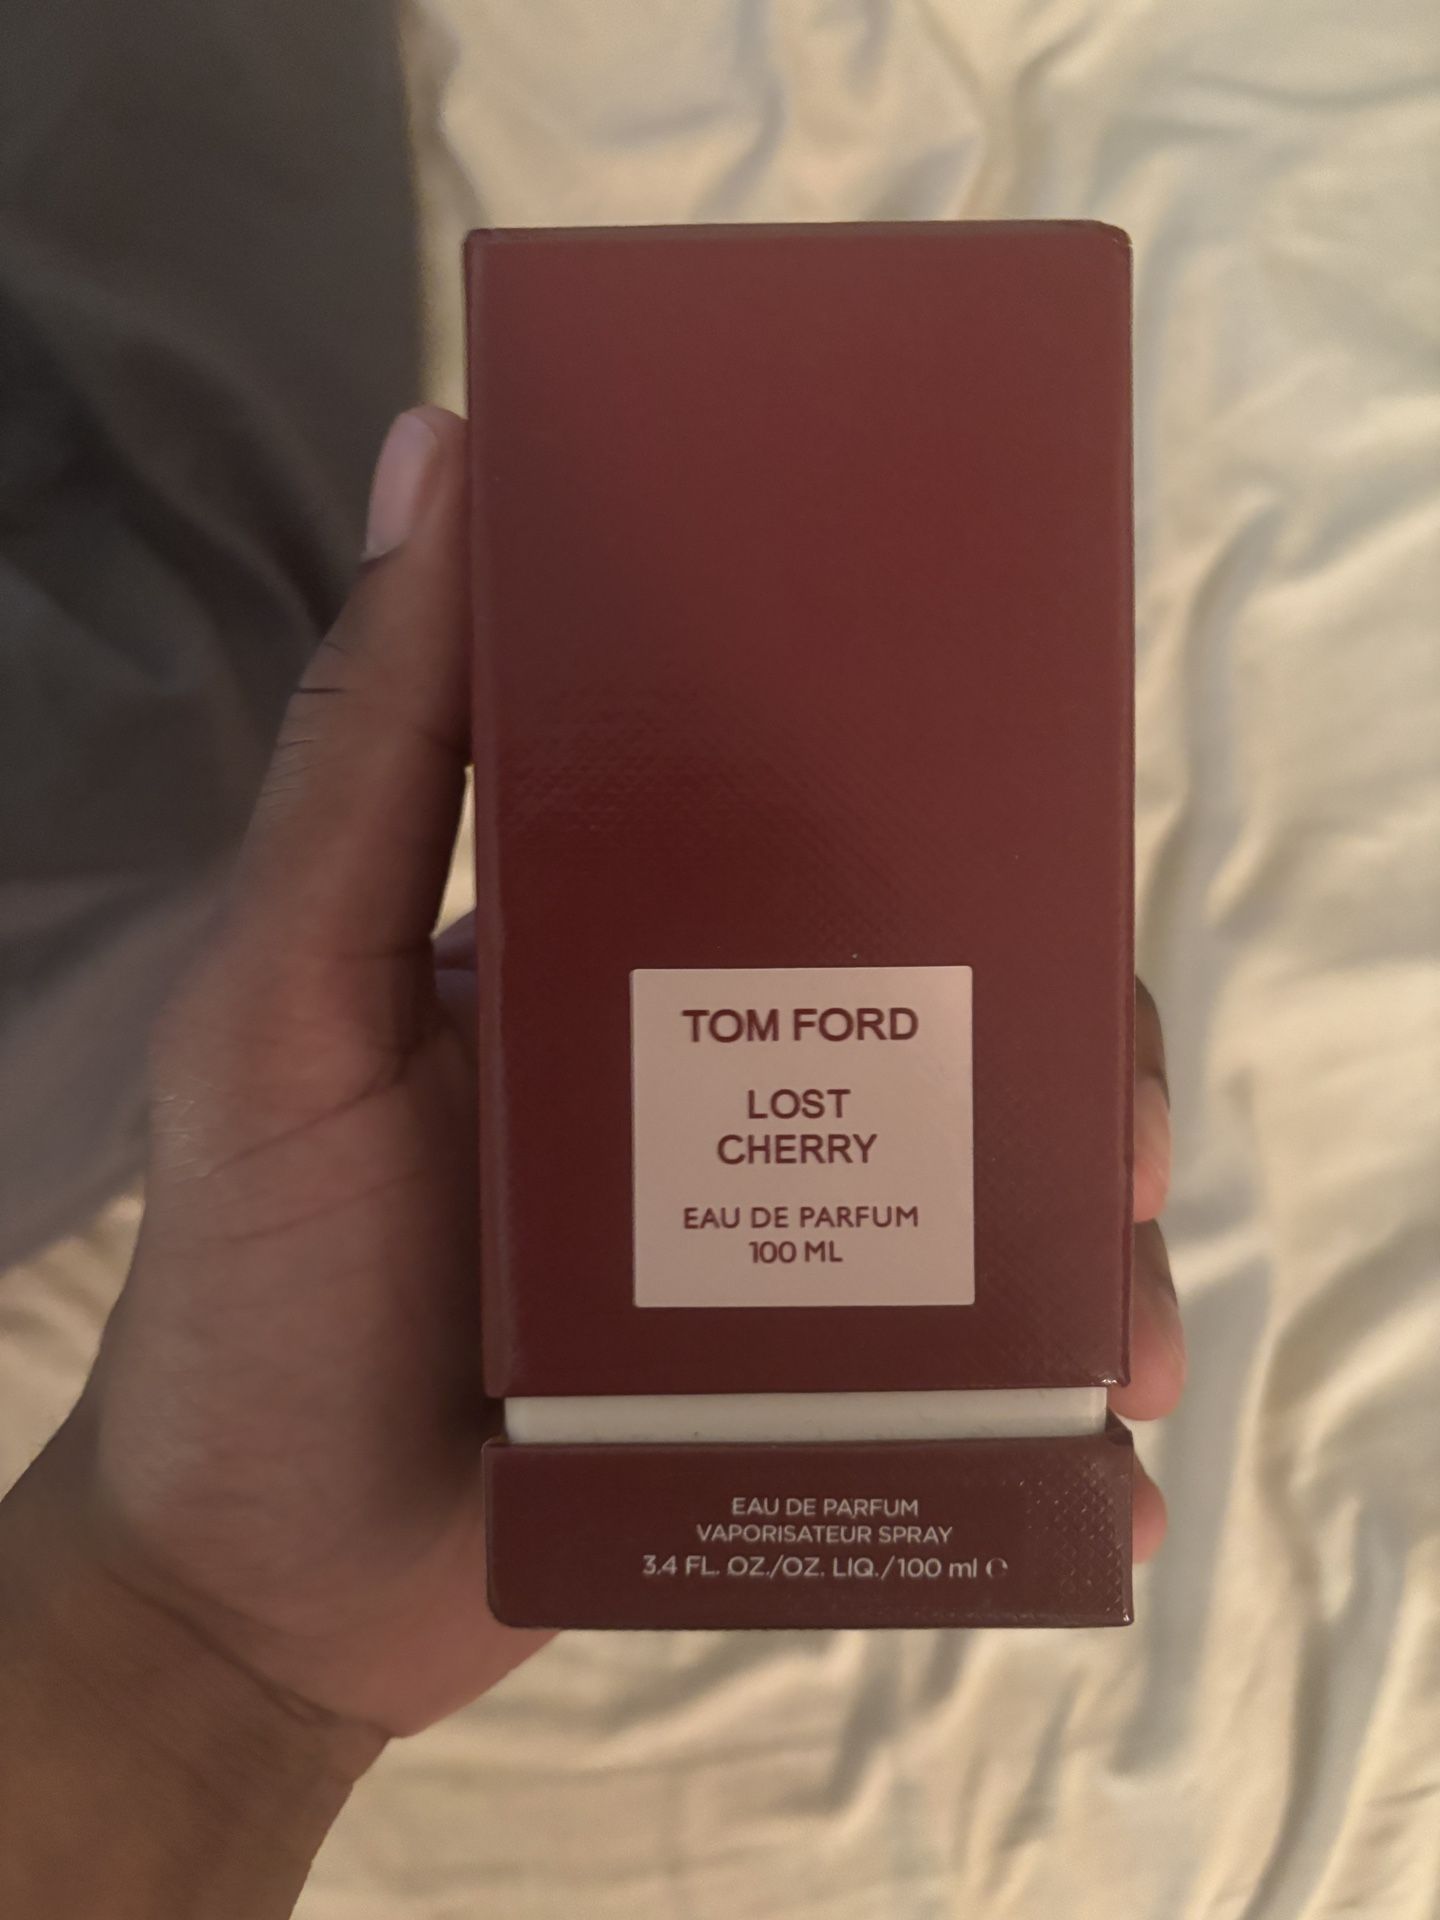 TOM FORD
LOST
CHERRY
EAU DE PARFUM
100 ML
EAU DE PARFUM
VAPORISATEUR SPRAY
3.4 FL. OZ./OZ. LIQ./100 ml ℮